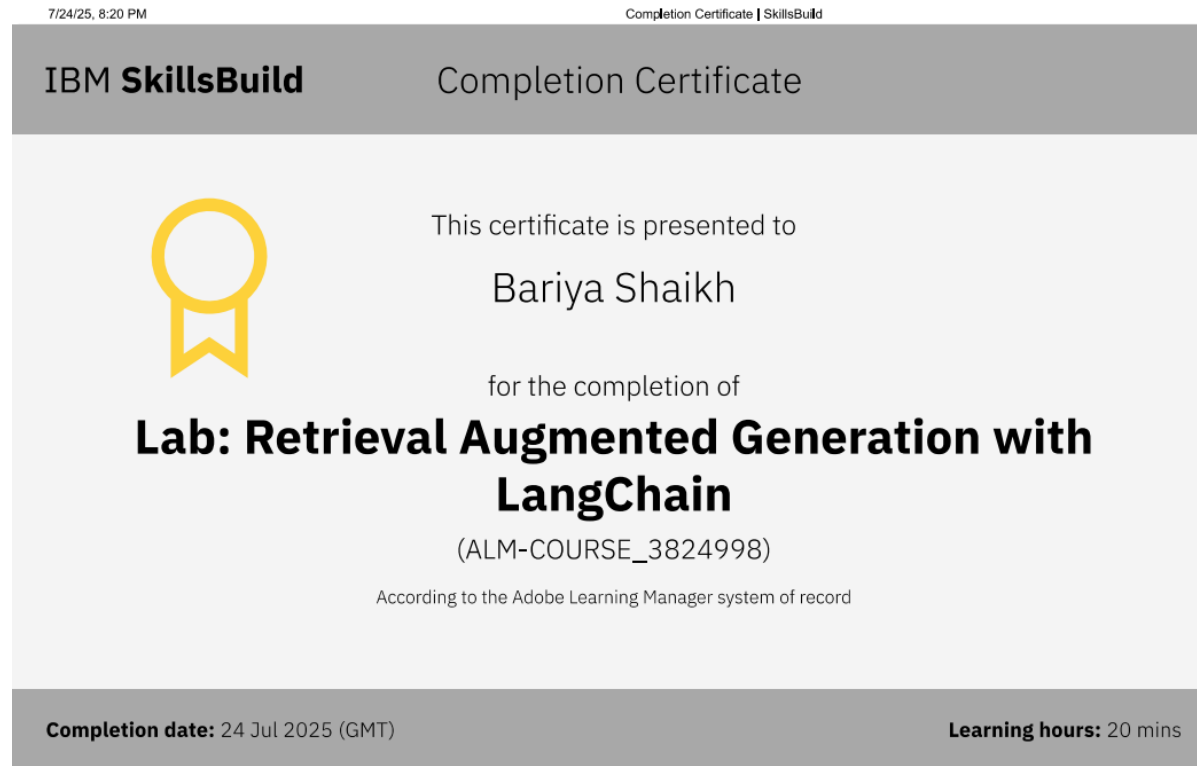 7/24/25, 8:20 PM Completion Certificate | SkillsBuild
IBM SkillsBuild Completion Certificate
This certificate is presented to
Bariya Shaikh
for the completion of
Lab: Retrieval Augmented Generation with
LangChain
(ALM-COURSE_3824998)
According to the Adobe Learning Manager system of record
Completion date: 24 Jul 2025 (GMT) Learning hours: 20 mins